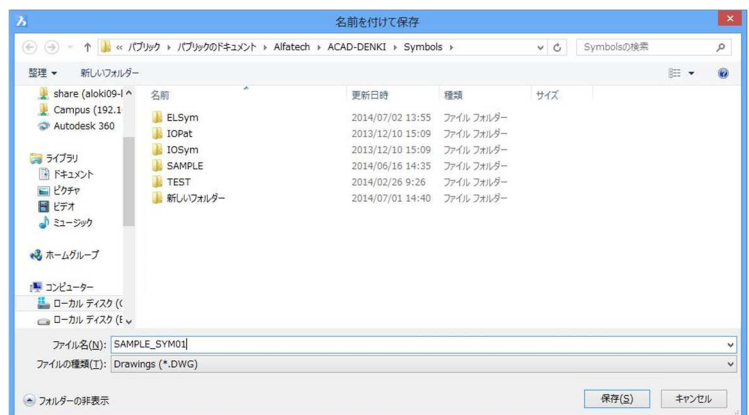 名前を付けて保存
« パブリック ▸ パブリックのドキュメント ▸ Alfatech ▸ ACAD-DENKI ▸ Symbols ▸
Symbolsの検索
整理 ▼ 新しいフォルダー
share (aloki09-l
Campus (192.1
Autodesk 360
ライブラリ
ドキュメント
ピクチャ
ビデオ
ミュージック
ホームグループ
コンピューター
ローカル ディスク (C
ローカル ディスク (E
名前 更新日時 種類 サイズ
ELSym 2014/07/02 13:55 ファイル フォルダー
IOPat 2013/12/10 15:09 ファイル フォルダー
IOSym 2013/12/10 15:09 ファイル フォルダー
SAMPLE 2014/06/16 14:35 ファイル フォルダー
TEST 2014/02/26 9:26 ファイル フォルダー
新しいフォルダー 2014/07/01 14:40 ファイル フォルダー
ファイル名(N): SAMPLE_SYM01
ファイルの種類(T): Drawings (*.DWG)
フォルダーの非表示
保存(S) キャンセル